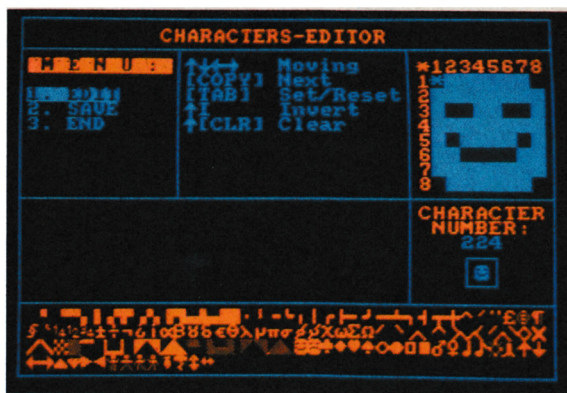 CHARACTERS-EDITOR
MENU:
1. EDIT
2. SAVE
3. END
↑↓←→ Moving
[COPY] Next
[TAB] Set/Reset
↑I Invert
↑[CLR] Clear
*12345678
1*
2
3
4
5
6
7
8
CHARACTER
NUMBER:
224